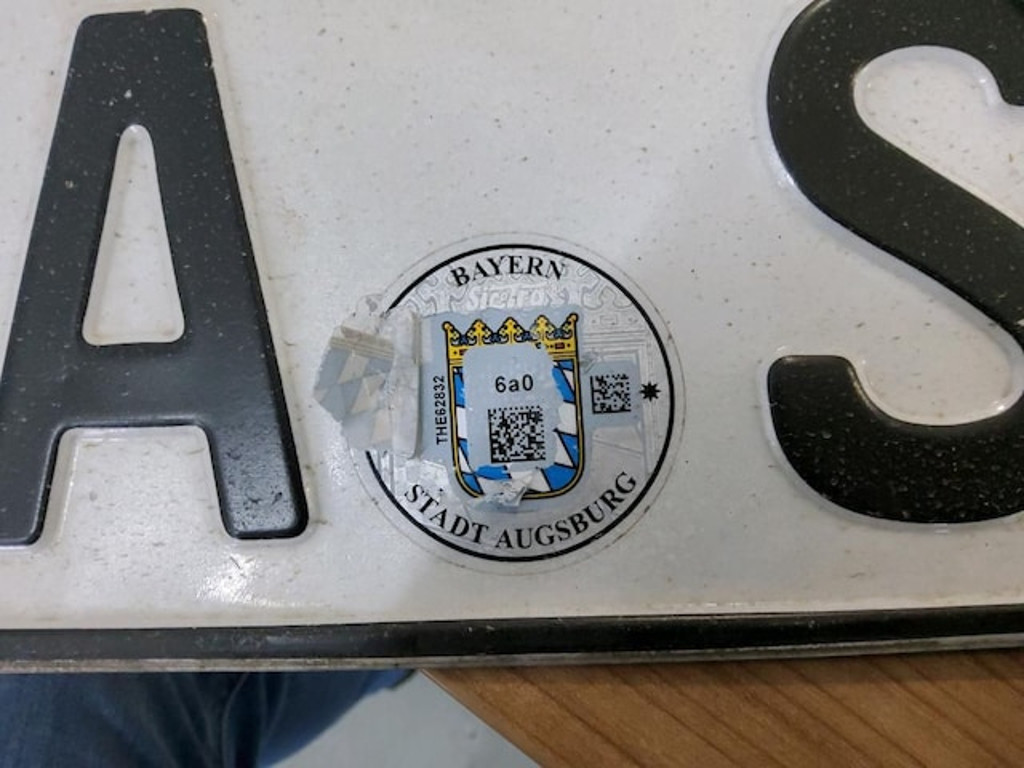 A S
BAYERN
6a0
THE62832
STADT AUGSBURG